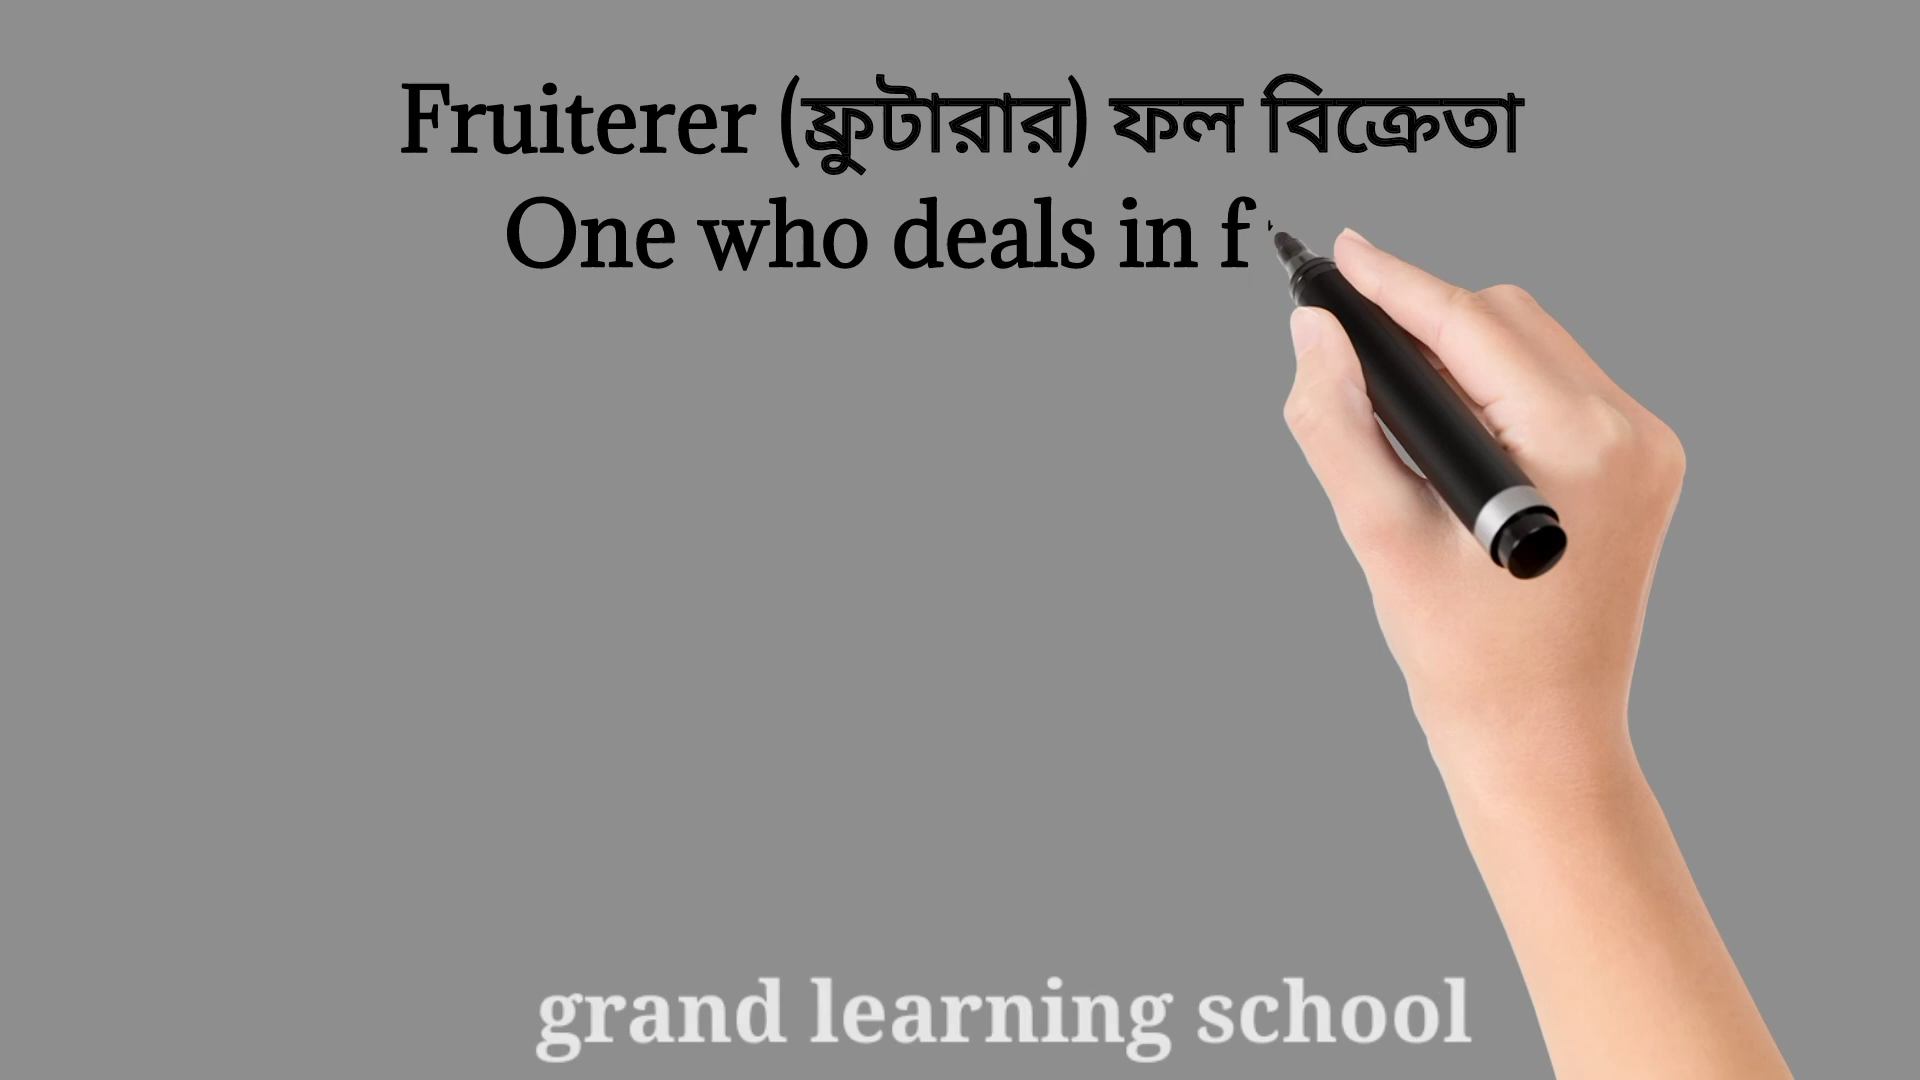 Fruiterer (ফ্রুটারার) ফল বিক্রেতা
One who deals in f
grand learning school